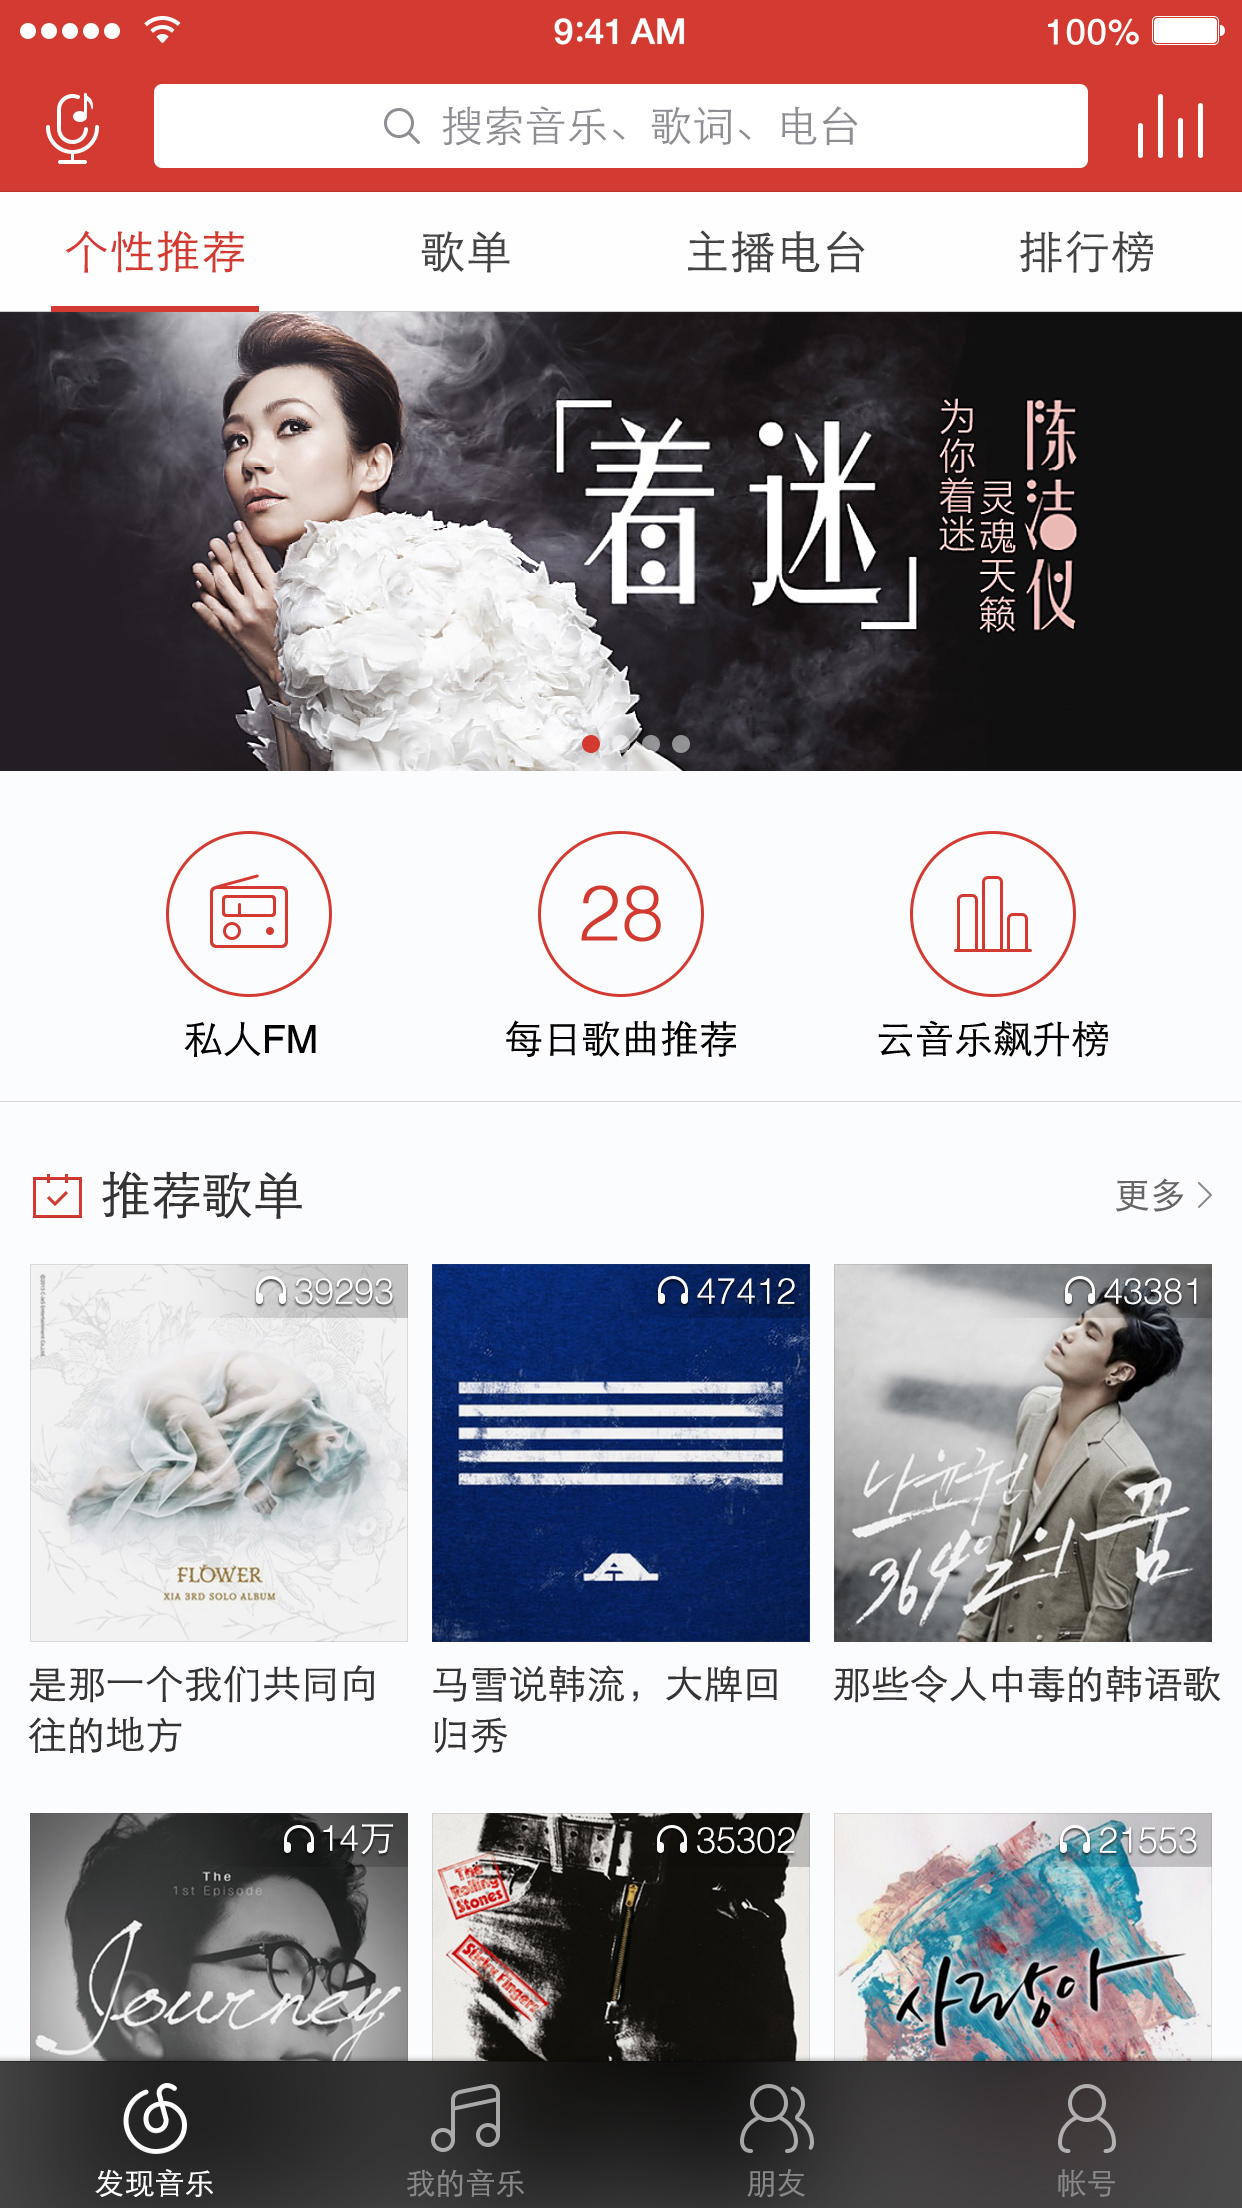 9:41 AM
100%
搜索音乐、歌词、电台
个性推荐
歌单
主播电台
排行榜
「着迷」
为你着迷
灵魂天籁
陈洁仪
28
私人FM
每日歌曲推荐
云音乐飙升榜
推荐歌单
更多
39293
FLOWER
XIA 3RD SOLO ALBUM
47412
43381
나윤권
364일의 꿈
是那一个我们共同向
往的地方
马雪说韩流，大牌回
归秀
那些令人中毒的韩语歌
14万
The
1st Episode
Journey
35302
The
Rolling
Stones
Sticky Fingers
21553
사랑아
发现音乐
我的音乐
朋友
帐号